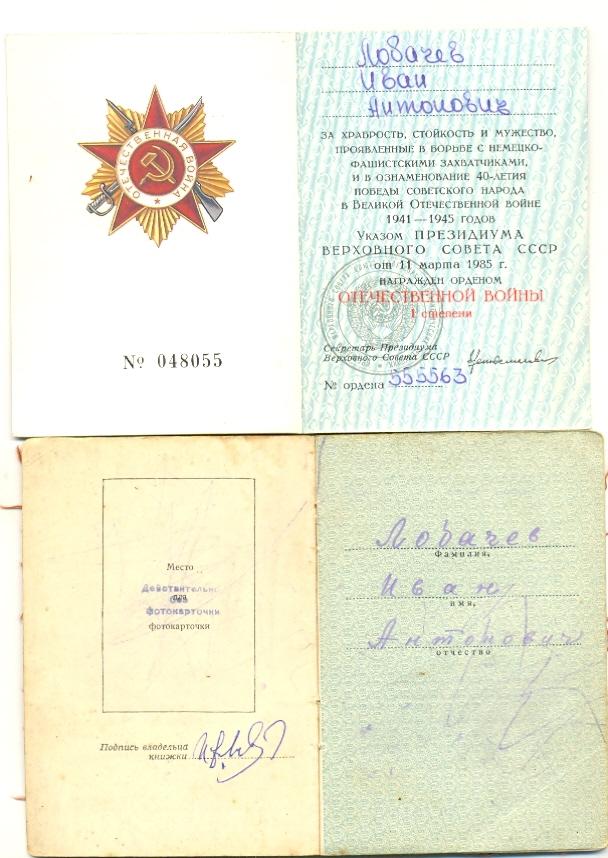 ОТЕЧЕСТВЕННАЯ ВОЙНА
№ 048055
Лобачев
Иван
Антонович
ЗА ХРАБРОСТЬ, СТОЙКОСТЬ И МУЖЕСТВО,
ПРОЯВЛЕННЫЕ В БОРЬБЕ С НЕМЕЦКО-
ФАШИСТСКИМИ ЗАХВАТЧИКАМИ,
И В ОЗНАМЕНОВАНИЕ 40-ЛЕТИЯ
ПОБЕДЫ СОВЕТСКОГО НАРОДА
В ВЕЛИКОЙ ОТЕЧЕСТВЕННОЙ ВОЙНЕ
1941—1945 ГОДОВ
УКАЗОМ ПРЕЗИДИУМА
ВЕРХОВНОГО СОВЕТА СССР
от 11 марта 1985 г.
НАГРАЖДЕН ОРДЕНОМ
ОТЕЧЕСТВЕННОЙ ВОЙНЫ
I степени
Секретарь Президиума
Верховного Совета СССР
№ ордена 555563
Место
Действительно
для
без
фотокарточки
фотокарточки
Подпись владельца
книжки
Лобачев
Фамилия,
Иван
имя,
Антонович
отчество